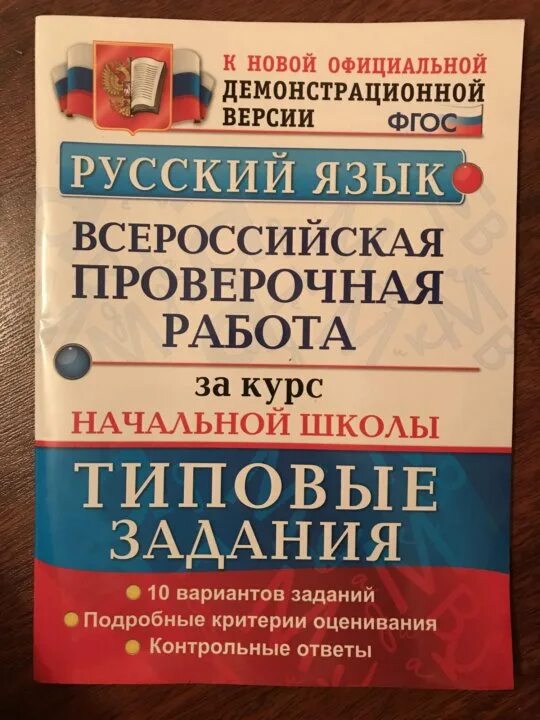 К НОВОЙ ОФИЦИАЛЬНОЙ
ДЕМОНСТРАЦИОННОЙ
ВЕРСИИ
ФГОС
РУССКИЙ ЯЗЫК
ВСЕРОССИЙСКАЯ
ПРОВЕРОЧНАЯ
РАБОТА
за курс
НАЧАЛЬНОЙ ШКОЛЫ
ТИПОВЫЕ
ЗАДАНИЯ
10 вариантов заданий
Подробные критерии оценивания
Контрольные ответы